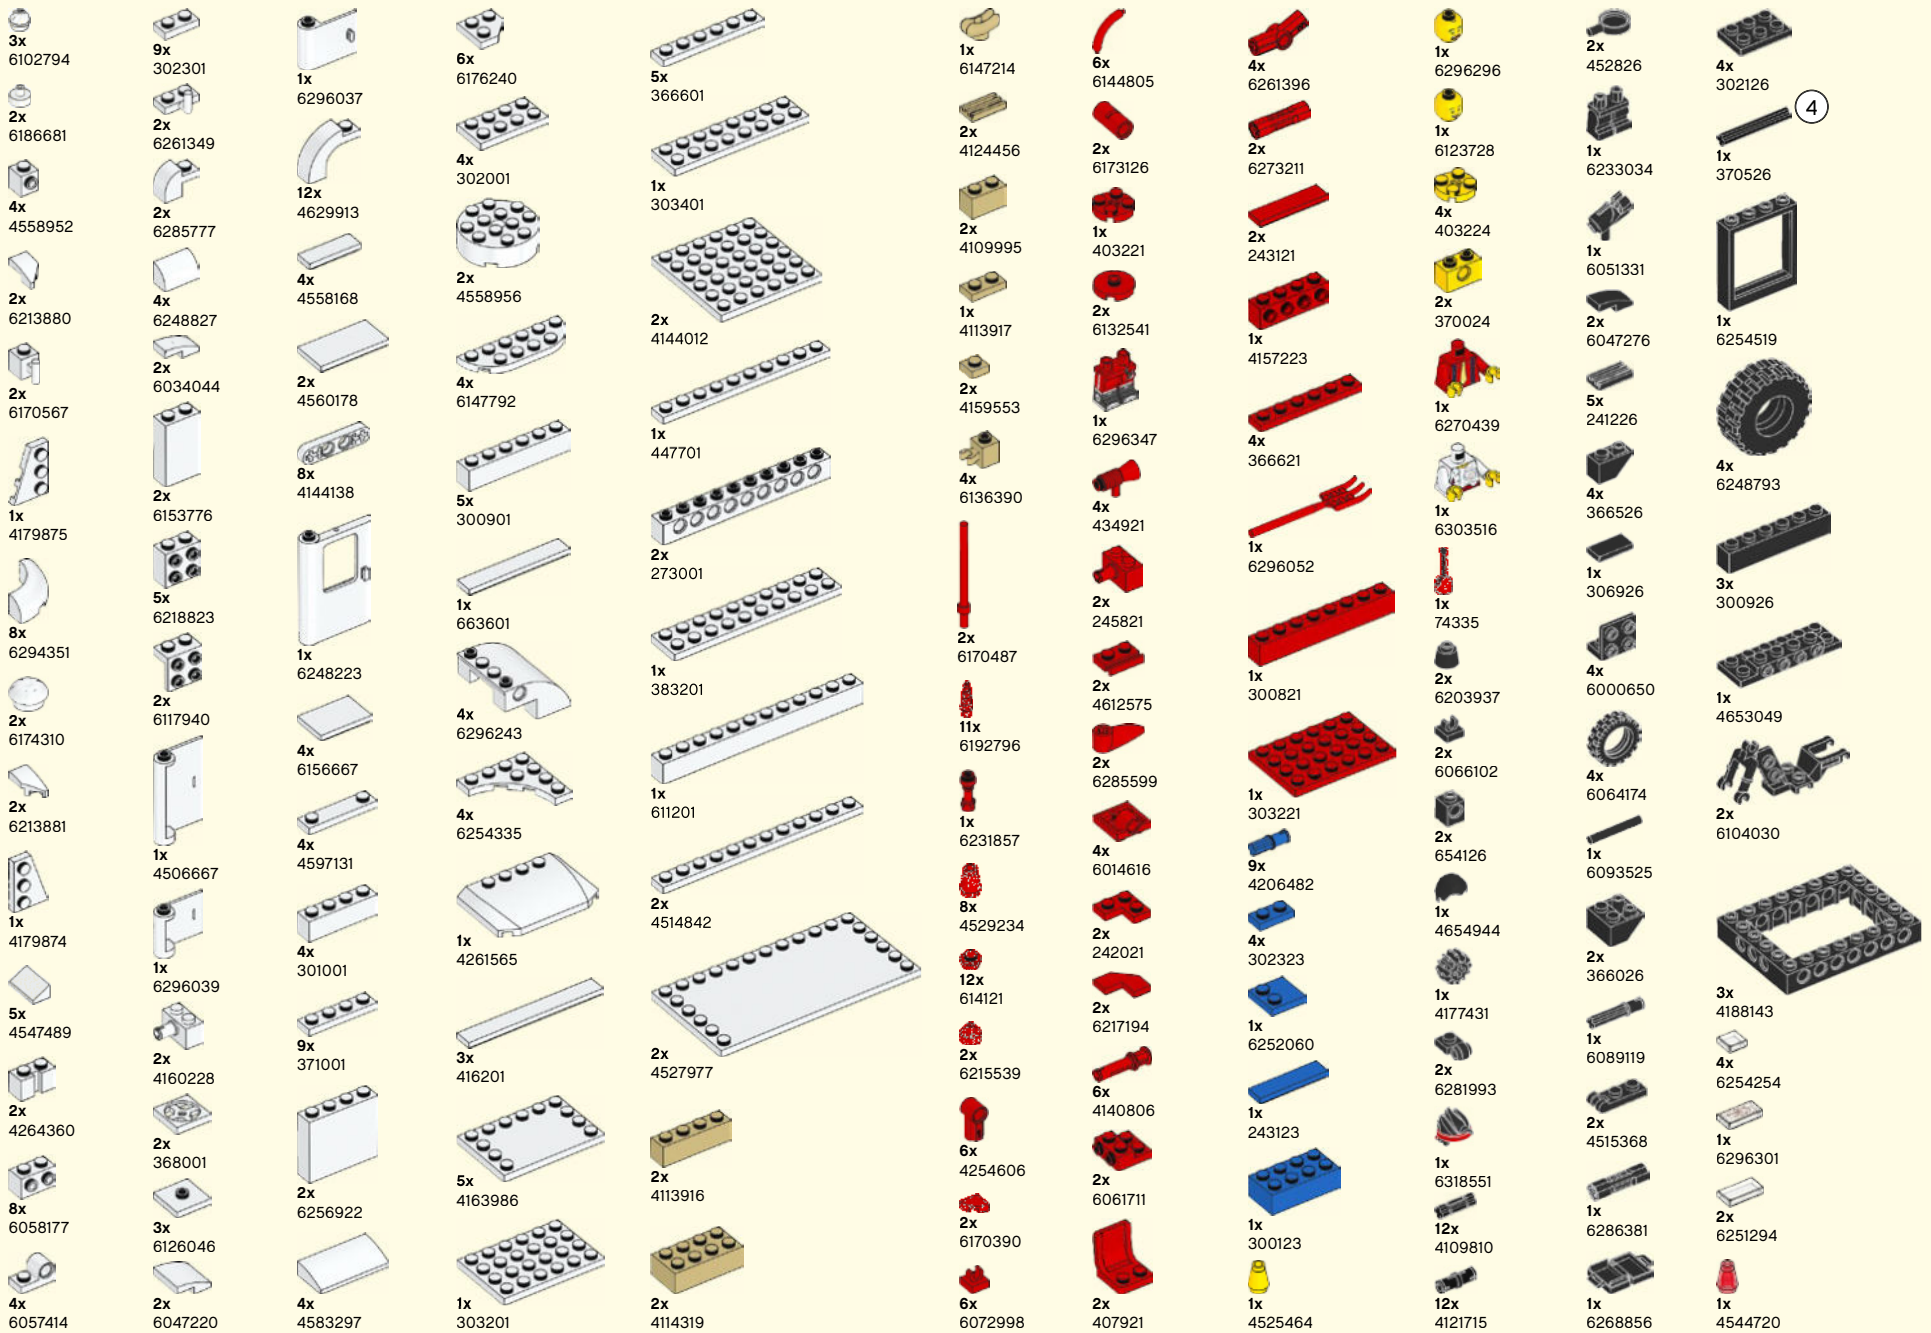 3x
6102794
2x
6186681
4x
4558952
2x
6213880
2x
6170567
1x
4179875
8x
6294351
2x
6174310
2x
6213881
1x
4179874
5x
4547489
2x
4264360
8x
6058177
4x
6057414
9x
302301
2x
6261349
2x
6285777
4x
6248827
2x
6034044
2x
6153776
5x
6218823
2x
6117940
1x
4506667
1x
6296039
2x
4160228
2x
368001
3x
6126046
2x
6047220
1x
6296037
12x
4629913
4x
4558168
2x
4560178
8x
4144138
1x
6248223
4x
6156667
4x
4597131
4x
301001
9x
371001
2x
6256922
4x
4583297
6x
6176240
4x
302001
2x
4558956
4x
6147792
5x
300901
1x
663601
4x
6296243
4x
6254335
1x
4261565
3x
416201
5x
4163986
1x
303201
5x
366601
1x
303401
2x
4144012
1x
447701
2x
273001
1x
383201
1x
611201
2x
4514842
2x
4527977
2x
4113916
2x
4114319
1x
6147214
2x
4124456
2x
4109995
1x
4113917
2x
4159553
4x
6136390
2x
6170487
11x
6192796
1x
6231857
8x
4529234
12x
614121
2x
6215539
6x
4254606
2x
6170390
6x
6072998
6x
6144805
2x
6173126
1x
403221
2x
6132541
1x
6296347
4x
434921
2x
245821
2x
4612575
2x
6285599
4x
6014616
2x
242021
2x
6217194
6x
4140806
2x
6061711
2x
407921
4x
6261396
2x
6273211
2x
243121
1x
4157223
4x
366621
1x
6296052
1x
300821
1x
303221
9x
4206482
4x
302323
1x
6252060
1x
243123
1x
300123
1x
4525464
1x
6296296
1x
6123728
4x
403224
2x
370024
1x
6270439
1x
6303516
1x
74335
2x
6203937
2x
6066102
2x
654126
1x
4654944
1x
4177431
2x
6281993
1x
6318551
12x
4109810
12x
4121715
2x
452826
1x
6233034
1x
6051331
2x
6047276
5x
241226
4x
366526
1x
306926
4x
6000650
4x
6064174
1x
6093525
2x
366026
1x
6089119
2x
4515368
1x
6286381
1x
6268856
4x
302126
4
1x
370526
1x
6254519
4x
6248793
3x
300926
1x
4653049
2x
6104030
3x
4188143
4x
6254254
1x
6296301
2x
6251294
1x
4544720